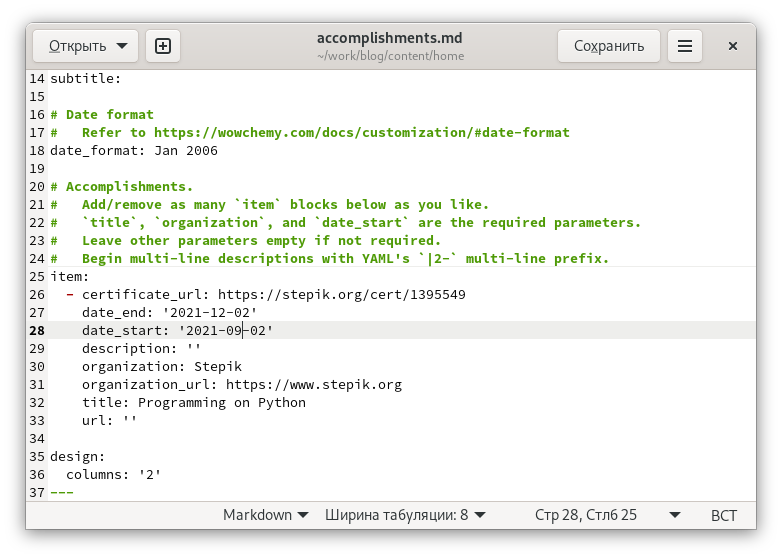 Открыть
accomplishments.md
~/work/blog/content/home
Сохранить
14 subtitle:
15
16 # Date format
17 #   Refer to https://wowchemy.com/docs/customization/#date-format
18 date_format: Jan 2006
19
20 # Accomplishments.
21 #   Add/remove as many `item` blocks below as you like.
22 #   `title`, `organization`, and `date_start` are the required parameters.
23 #   Leave other parameters empty if not required.
24 #   Begin multi-line descriptions with YAML's `|2-` multi-line prefix.
25 item:
26   - certificate_url: https://stepik.org/cert/1395549
27     date_end: '2021-12-02'
28     date_start: '2021-09-02'
29     description: ''
30     organization: Stepik
31     organization_url: https://www.stepik.org
32     title: Programming on Python
33     url: ''
34
35 design:
36   columns: '2'
37 ---
Markdown Ширина табуляции: 8 Стр 28, Стлб 25 ВСТ